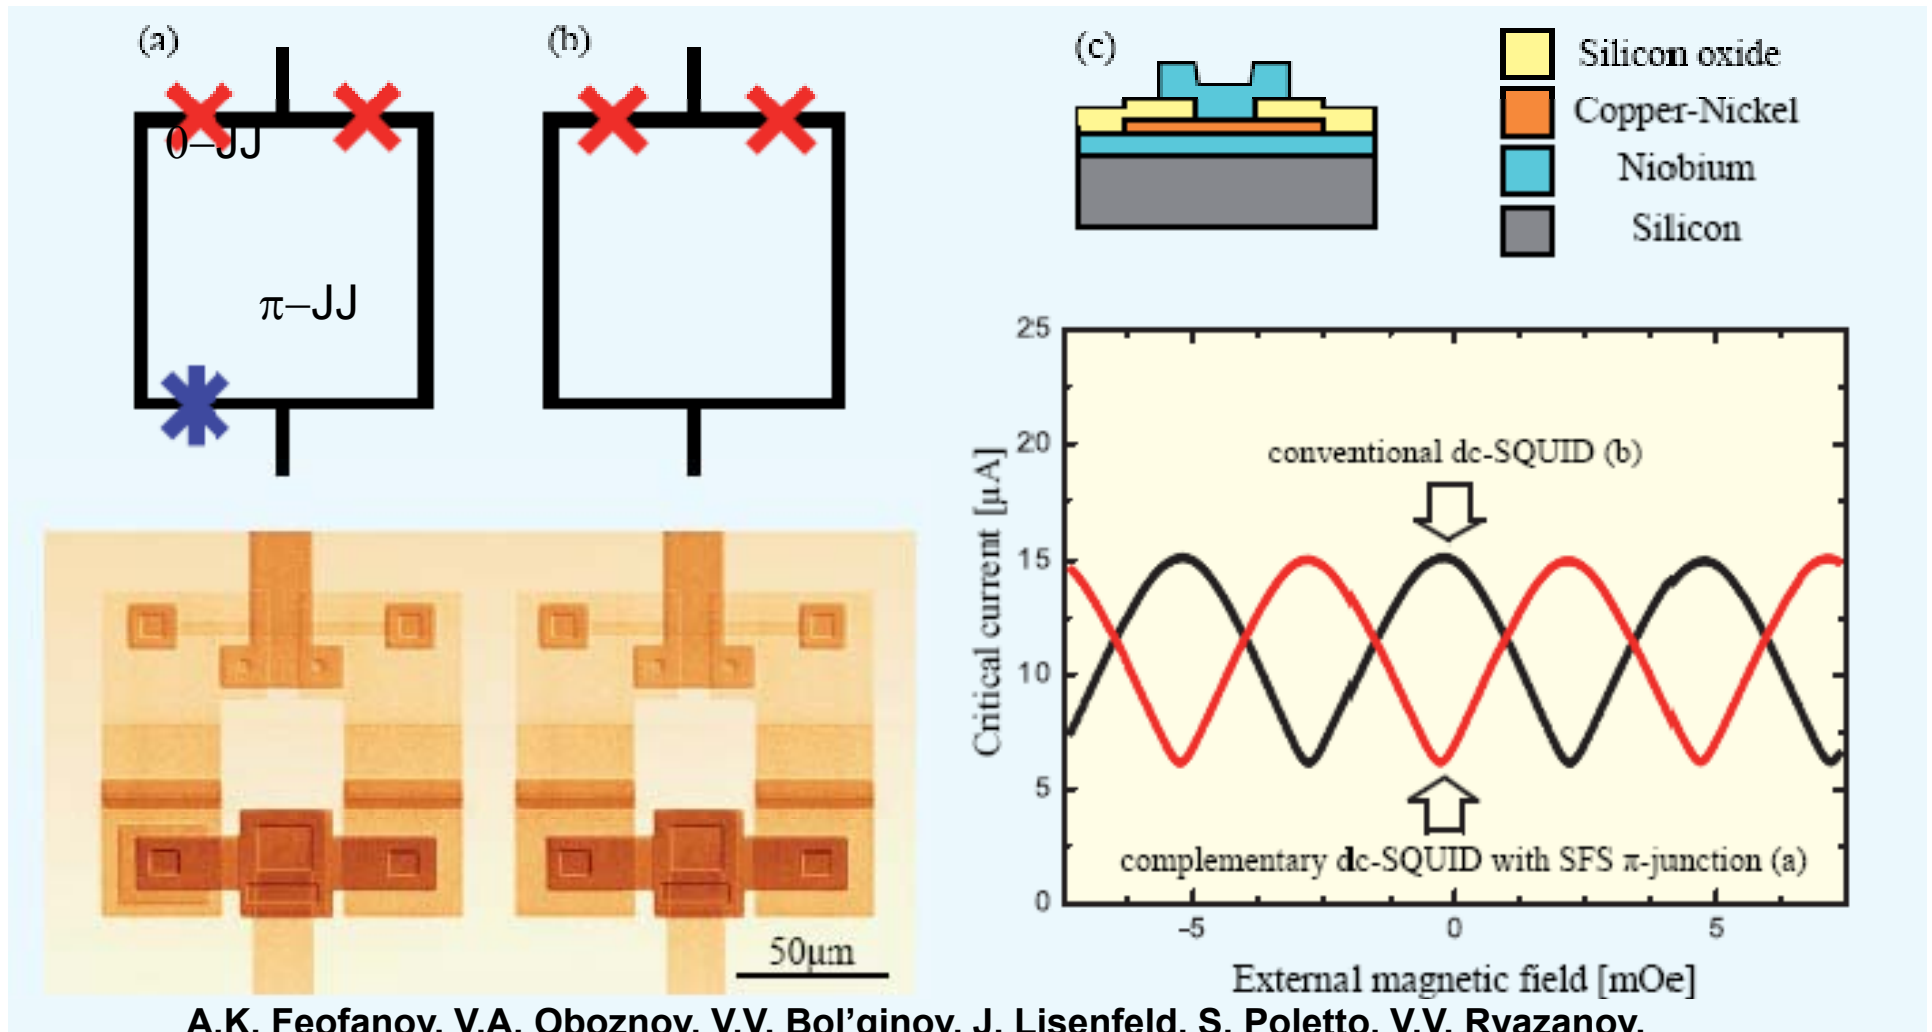 (a)
0–JJ
π–JJ
(b)
(c)
Silicon oxide
Copper-Nickel
Niobium
Silicon
50μm
25
20
15
10
5
0
Critical current [μA]
conventional dc-SQUID (b)
complementary dc-SQUID with SFS π-junction (a)
–5
0
5
External magnetic field [mOe]
A.K. Feofanov, V.A. Oboznov, V.V. Bol’ginov, J. Lisenfeld, S. Poletto, V.V. Ryazanov,